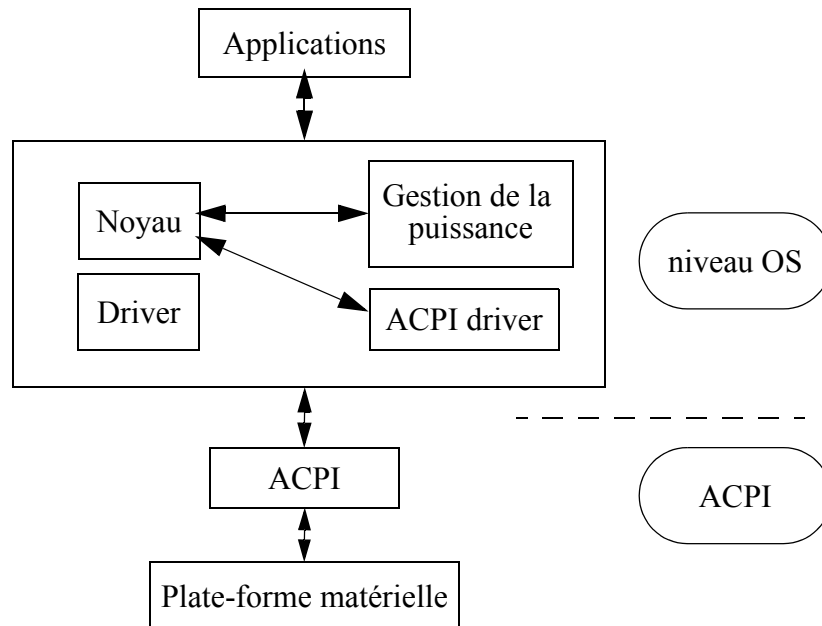 Applications
Noyau
Gestion de la
puissance
Driver
ACPI driver
niveau OS
ACPI
ACPI
Plate-forme matérielle